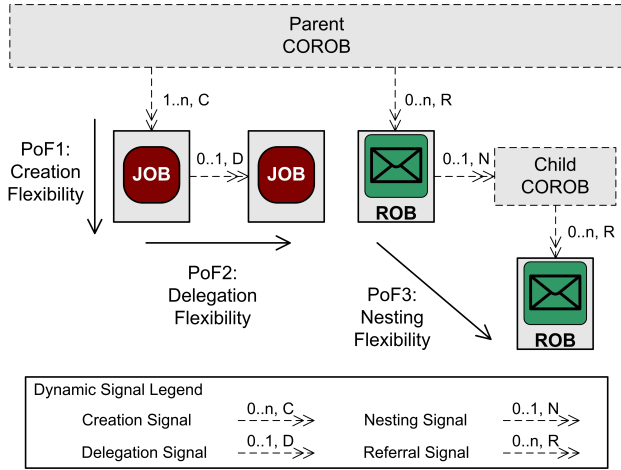 Parent
COROB
1..n, C
0..n, R
PoF1:
Creation
Flexibility
JOB
0..1, D
JOB
ROB
0..1, N
Child
COROB
0..n, R
PoF2:
Delegation
Flexibility
PoF3:
Nesting
Flexibility
ROB
Dynamic Signal Legend
Creation Signal 0..n, C
Nesting Signal 0..1, N
Delegation Signal 0..1, D
Referral Signal 0..n, R